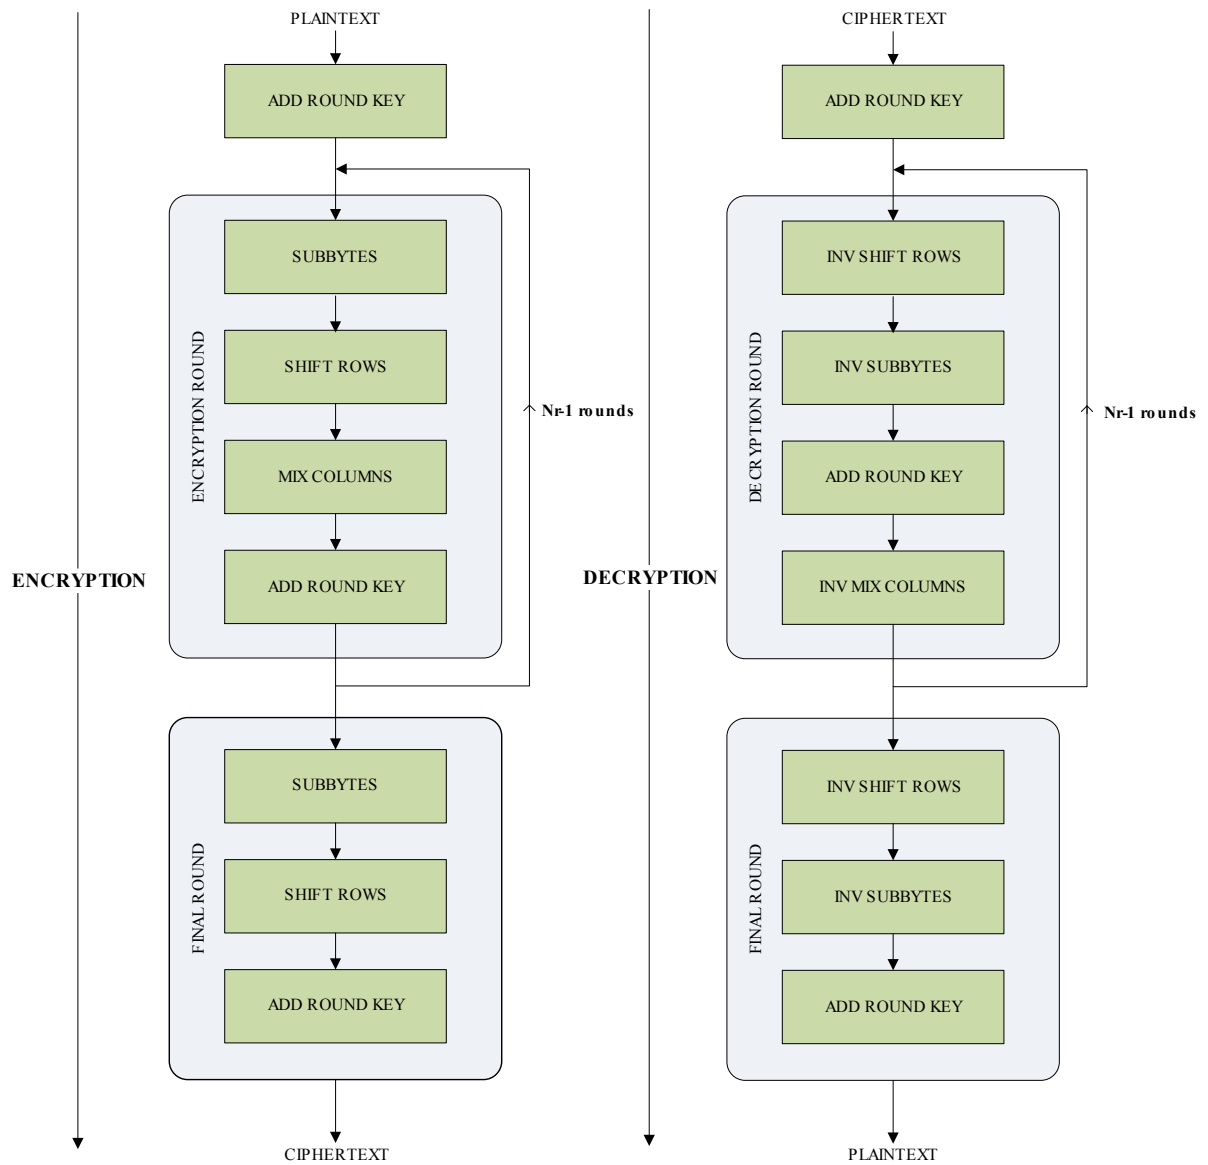 PLAINTEXT
ADD ROUND KEY
ENCRYPTION ROUND
SUBBYTES
SHIFT ROWS
MIX COLUMNS
ADD ROUND KEY
Nr-1 rounds
ENCRYPTION
FINAL ROUND
SUBBYTES
SHIFT ROWS
ADD ROUND KEY
CIPHERTEXT
CIPHERTEXT
ADD ROUND KEY
DECRYPTION ROUND
INV SHIFT ROWS
INV SUBBYTES
ADD ROUND KEY
INV MIX COLUMNS
Nr-1 rounds
DECRYPTION
FINAL ROUND
INV SHIFT ROWS
INV SUBBYTES
ADD ROUND KEY
PLAINTEXT